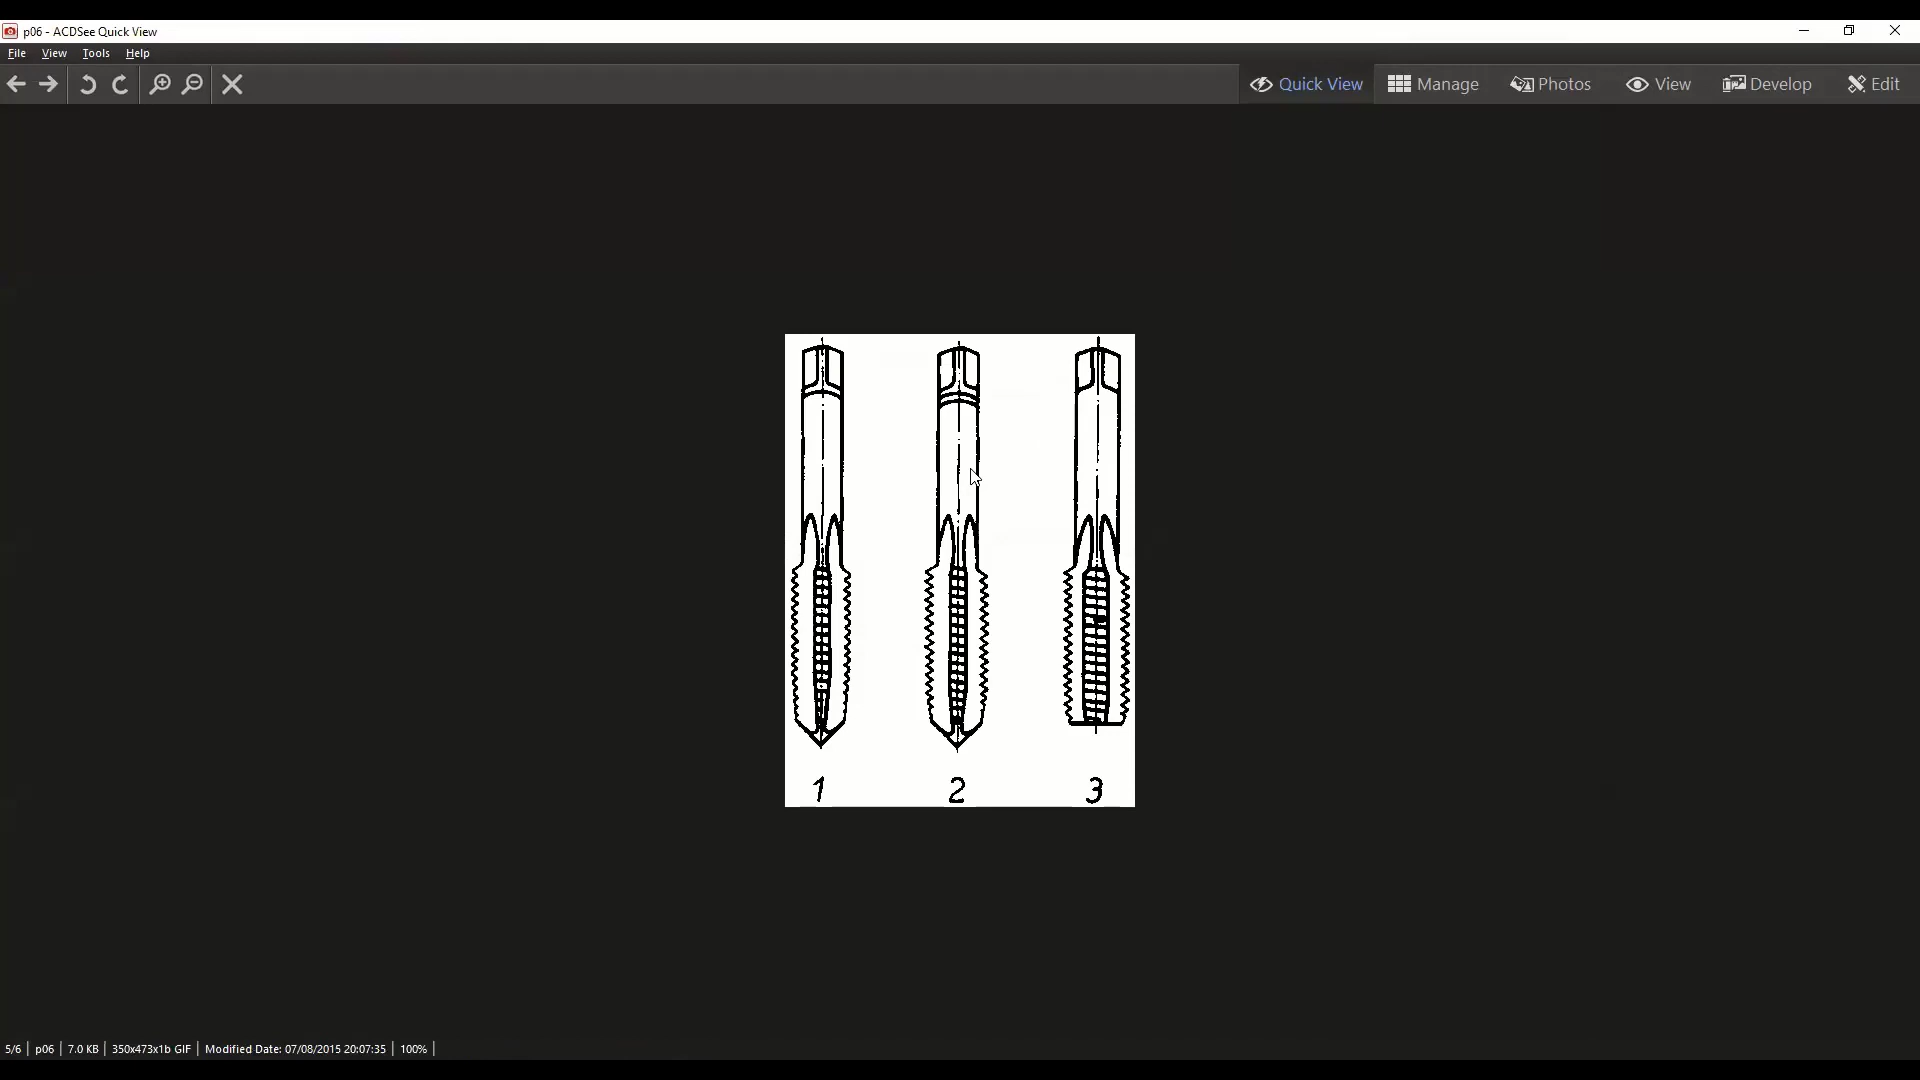 p06 - ACDSee Quick View
File View Tools Help
Quick View Manage Photos View Develop Edit
1 2 3
5/6 | p06 | 7.0 KB | 350x473x1b GIF | Modified Date: 07/08/2015 20:07:35 | 100% |